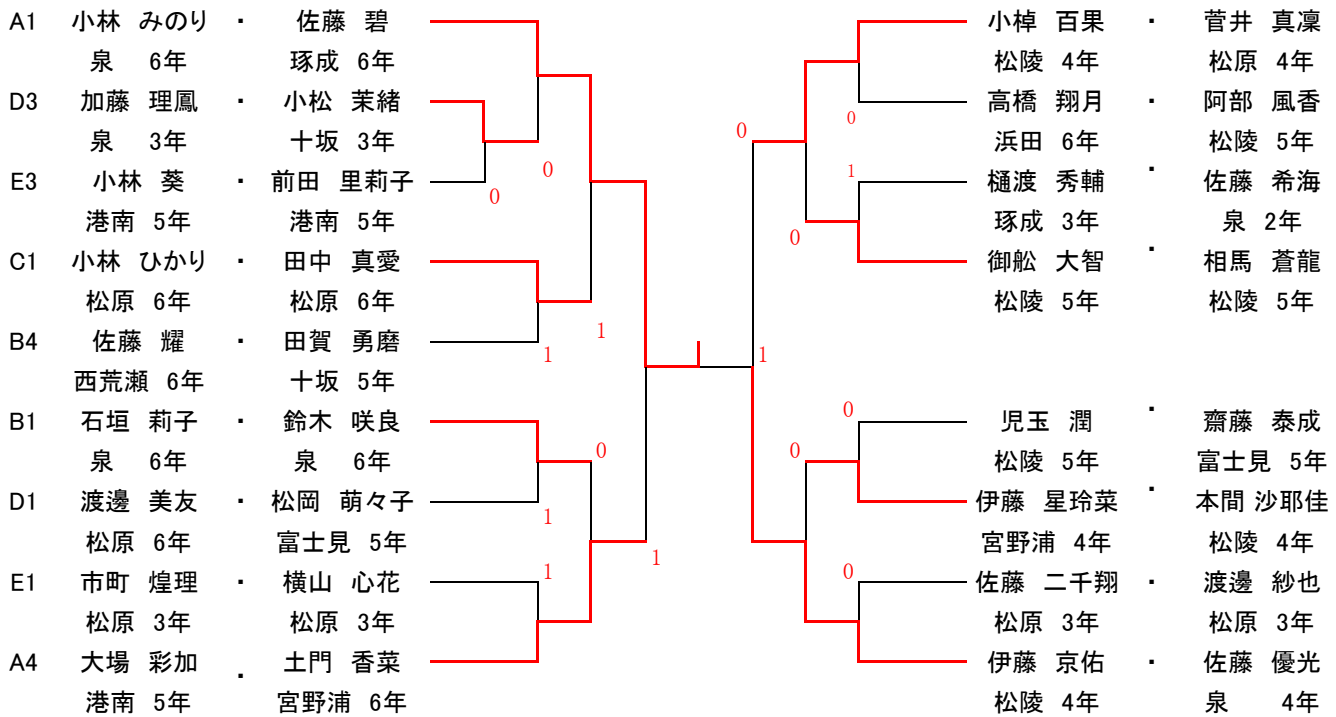 A1 小林 みのり ・ 佐藤 碧
泉 6年 琢成 6年
D3 加藤 理鳳 ・ 小松 茉緒
泉 3年 十坂 3年
0
0
E3 小林 葵 ・ 前田 里莉子
港南 5年 港南 5年
C1 小林 ひかり ・ 田中 真愛
松原 6年 松原 6年
1
B4 佐藤 耀 ・ 田賀 勇磨
1
西荒瀬 6年 十坂 5年
B1 石垣 莉子 ・ 鈴木 咲良
0
泉 6年 泉 6年
D1 渡邊 美友 ・ 松岡 萌々子
1
松原 6年 富士見 5年
1
1
E1 市町 煌理 ・ 横山 心花
松原 3年 松原 3年
A4 大場 彩加 ・ 土門 香菜
港南 5年 宮野浦 6年
小棹 百果 ・ 菅井 真凜
松陵 4年 松原 4年
高橋 翔月 ・ 阿部 風香
0
0
浜田 6年 松陵 5年
1
樋渡 秀輔 ・ 佐藤 希海
琢成 3年 泉 2年
0
御舩 大智 ・ 相馬 蒼龍
松陵 5年 松陵 5年
1
0
児玉 潤 ・ 齋藤 泰成
0
松陵 5年 富士見 5年
伊藤 星玲菜 ・ 本間 沙耶佳
宮野浦 4年 松陵 4年
0
佐藤 二千翔 ・ 渡邊 紗也
松原 3年 松原 3年
伊藤 京佑 ・ 佐藤 優光
松陵 4年 泉 4年